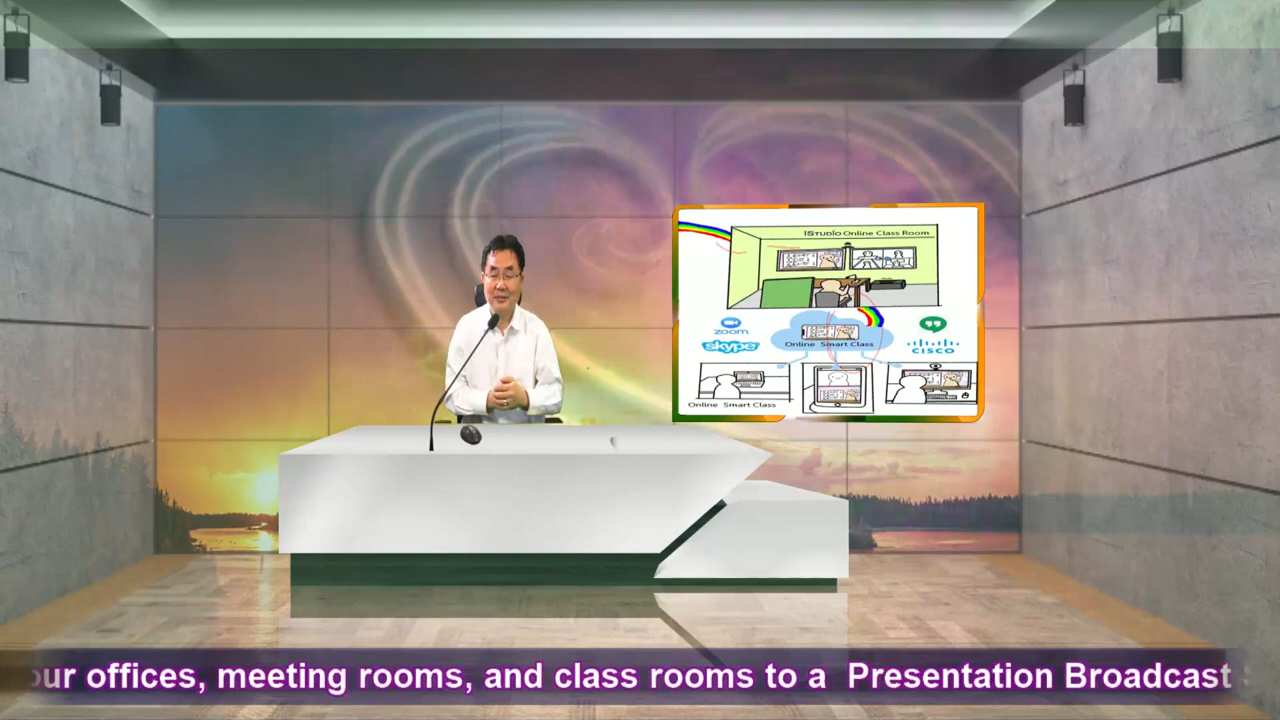 iSTUDIO Online Class Room
zoom
skype
Online Smart Class
CISCO
Online Smart Class
our offices, meeting rooms, and class rooms to a Presentation Broadcast